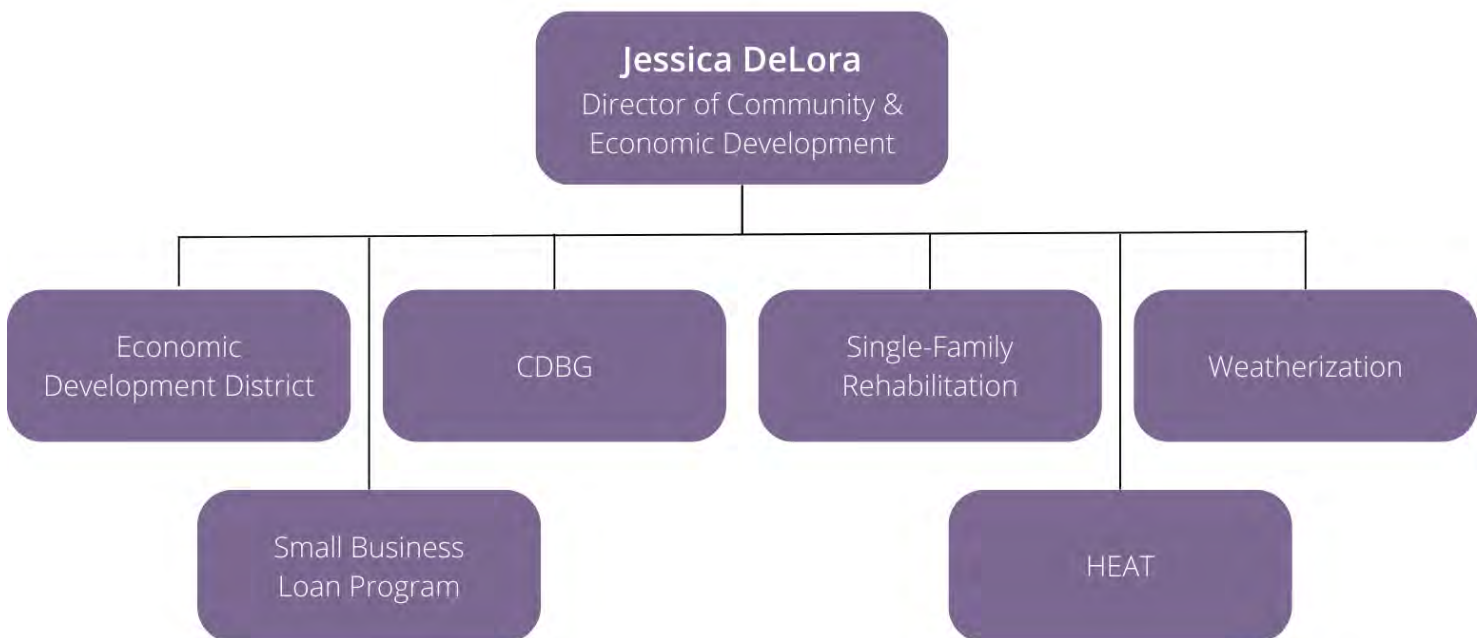 Jessica DeLora
Director of Community &
Economic Development
Economic
Development District
CDBG
Single-Family
Rehabilitation
Weatherization
Small Business
Loan Program
HEAT